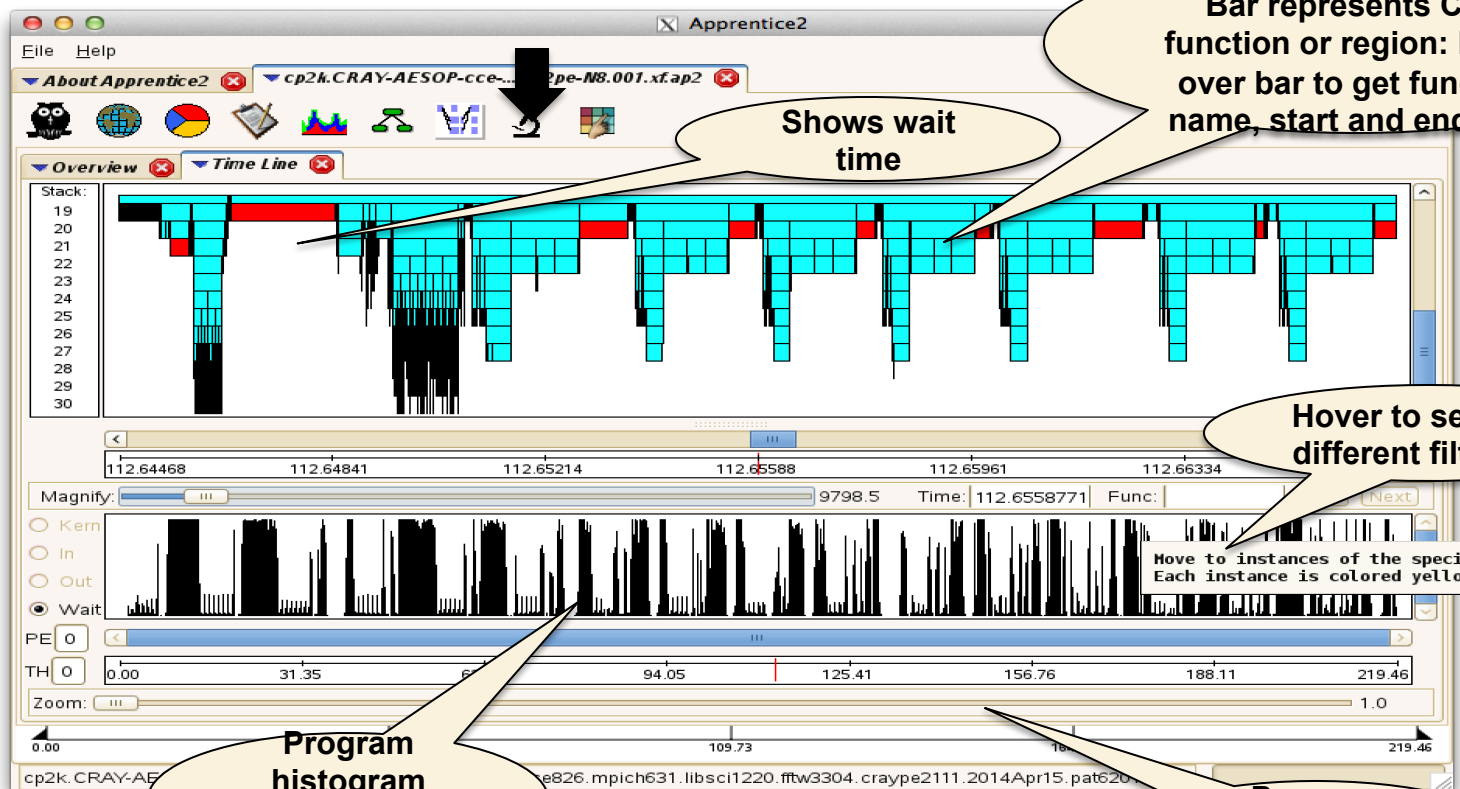 Apprentice2
File Help
About Apprentice2
cp2k.CRAY-AESOP-cce-... 2pe-N8.001.xf.ap2
Bar represents
function or region:
over bar to get
name, start and
Shows wait
time
Overview
Time Line
Stack:
19
20
21
22
23
24
25
26
27
28
29
30
Hover to
different
112.64468 112.64841 112.65214 112.65588 112.65961 112.66334
Magnify: 9798.5 Time: 112.6558771 Func: Next
Kern
In
Out
Wait
Move to instances of the
Each instance is colored
PE 0
TH 0
0.00 31.35 94.05 125.41 156.76 188.11 219.46
Zoom: 1.0
0.00 109.73 219.46
Program
histogram
cp2k.CRAY-AE e826.mpich631.libsci1220.fftw3304.craype2111.2014Apr15.pat620